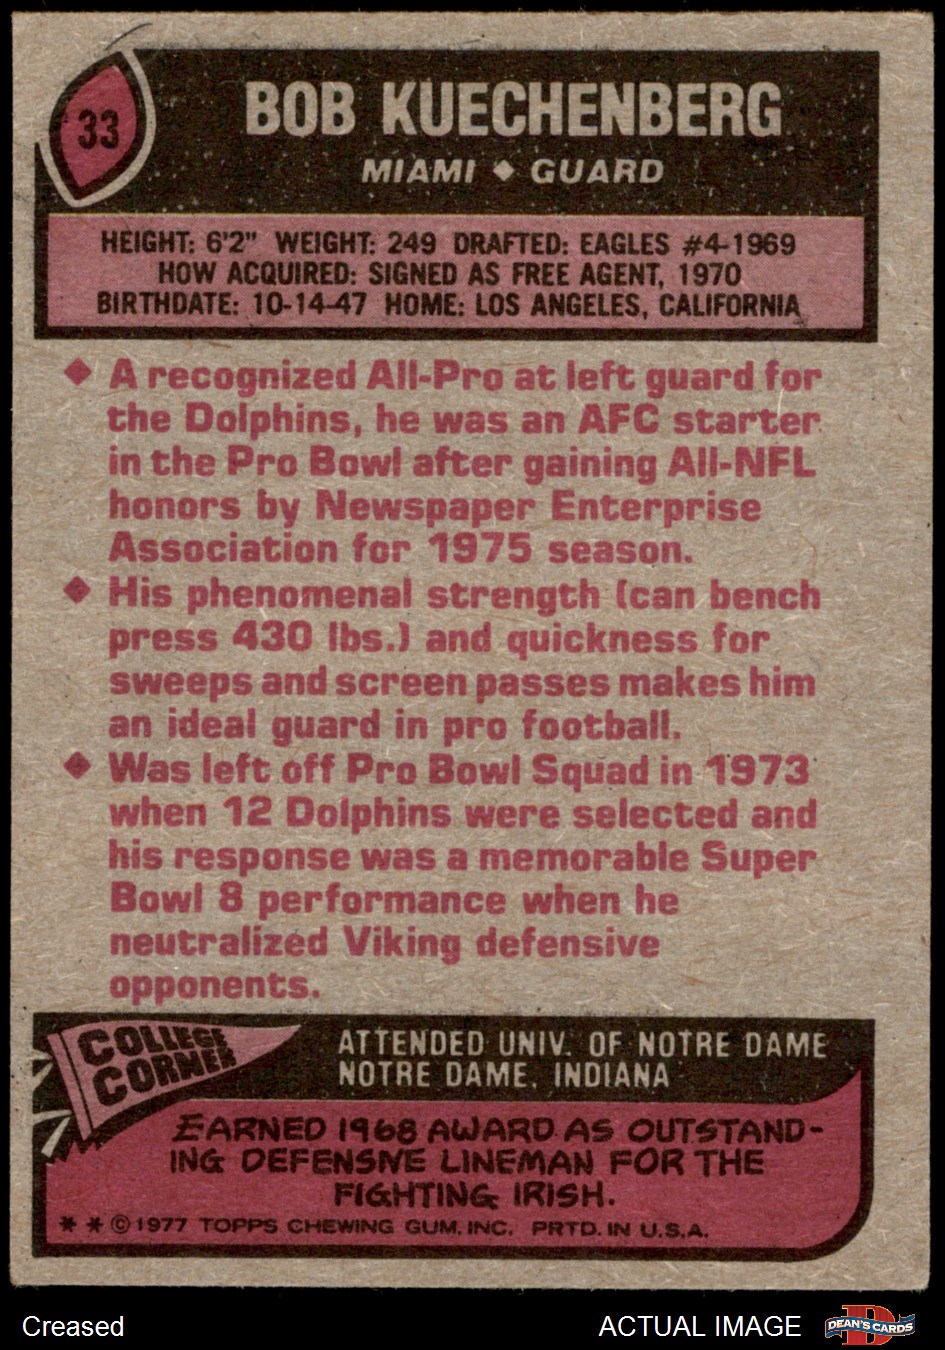 33
BOB KUECHENBERG
MIAMI ◆ GUARD
HEIGHT: 6'2" WEIGHT: 249 DRAFTED: EAGLES #4-1969
HOW ACQUIRED: SIGNED AS FREE AGENT, 1970
BIRTHDATE: 10-14-47 HOME: LOS ANGELES, CALIFORNIA
◆ A recognized All-Pro at left guard for
the Dolphins, he was an AFC starter
in the Pro Bowl after gaining All-NFL
honors by Newspaper Enterprise
Association for 1975 season.
◆ His phenomenal strength (can bench
press 430 lbs.) and quickness for
sweeps and screen passes makes him
an ideal guard in pro football.
◆ Was left off Pro Bowl Squad in 1973
when 12 Dolphins were selected and
his response was a memorable Super
Bowl 8 performance when he
neutralized Viking defensive
opponents.
COLLEGE
CORNER
ATTENDED UNIV. OF NOTRE DAME
NOTRE DAME, INDIANA
EARNED 1968 AWARD AS OUTSTAND-
ING DEFENSIVE LINEMAN FOR THE
FIGHTING IRISH.
* * © 1977 TOPPS CHEWING GUM, INC. PRTD. IN U.S.A.
Creased
ACTUAL IMAGE
DEAN'S CARDS